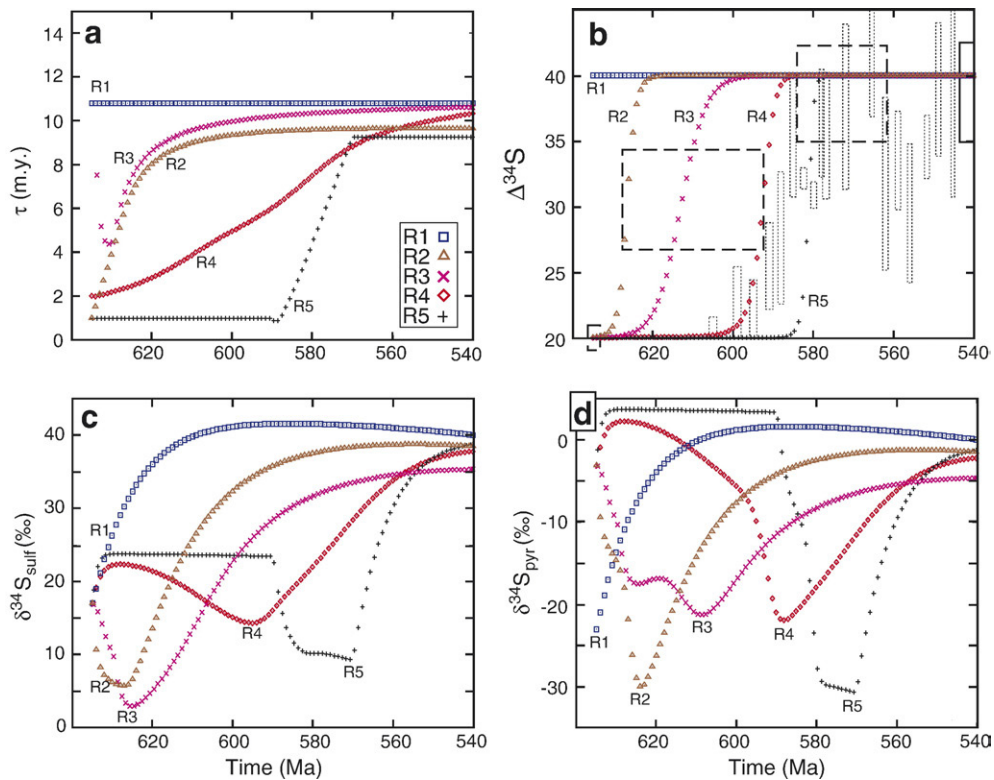 a
τ (m.y.)
14
12
10
8
6
4
2
0
R1
R3
R2
R4
R5
R1
R2
R3
R4
R5 +
620
600
580
560
540
b
Δ³⁴S
40
35
30
25
20
R1
R2
R3
R4
R5
620
600
580
560
540
c
δ³⁴S_sulf (‰)
40
30
20
10
0
R1
R2
R3
R4
R5
620
600
580
560
540
Time (Ma)
d
δ³⁴S_pyr (‰)
0
-10
-20
-30
R1
R2
R3
R4
R5
620
600
580
560
540
Time (Ma)